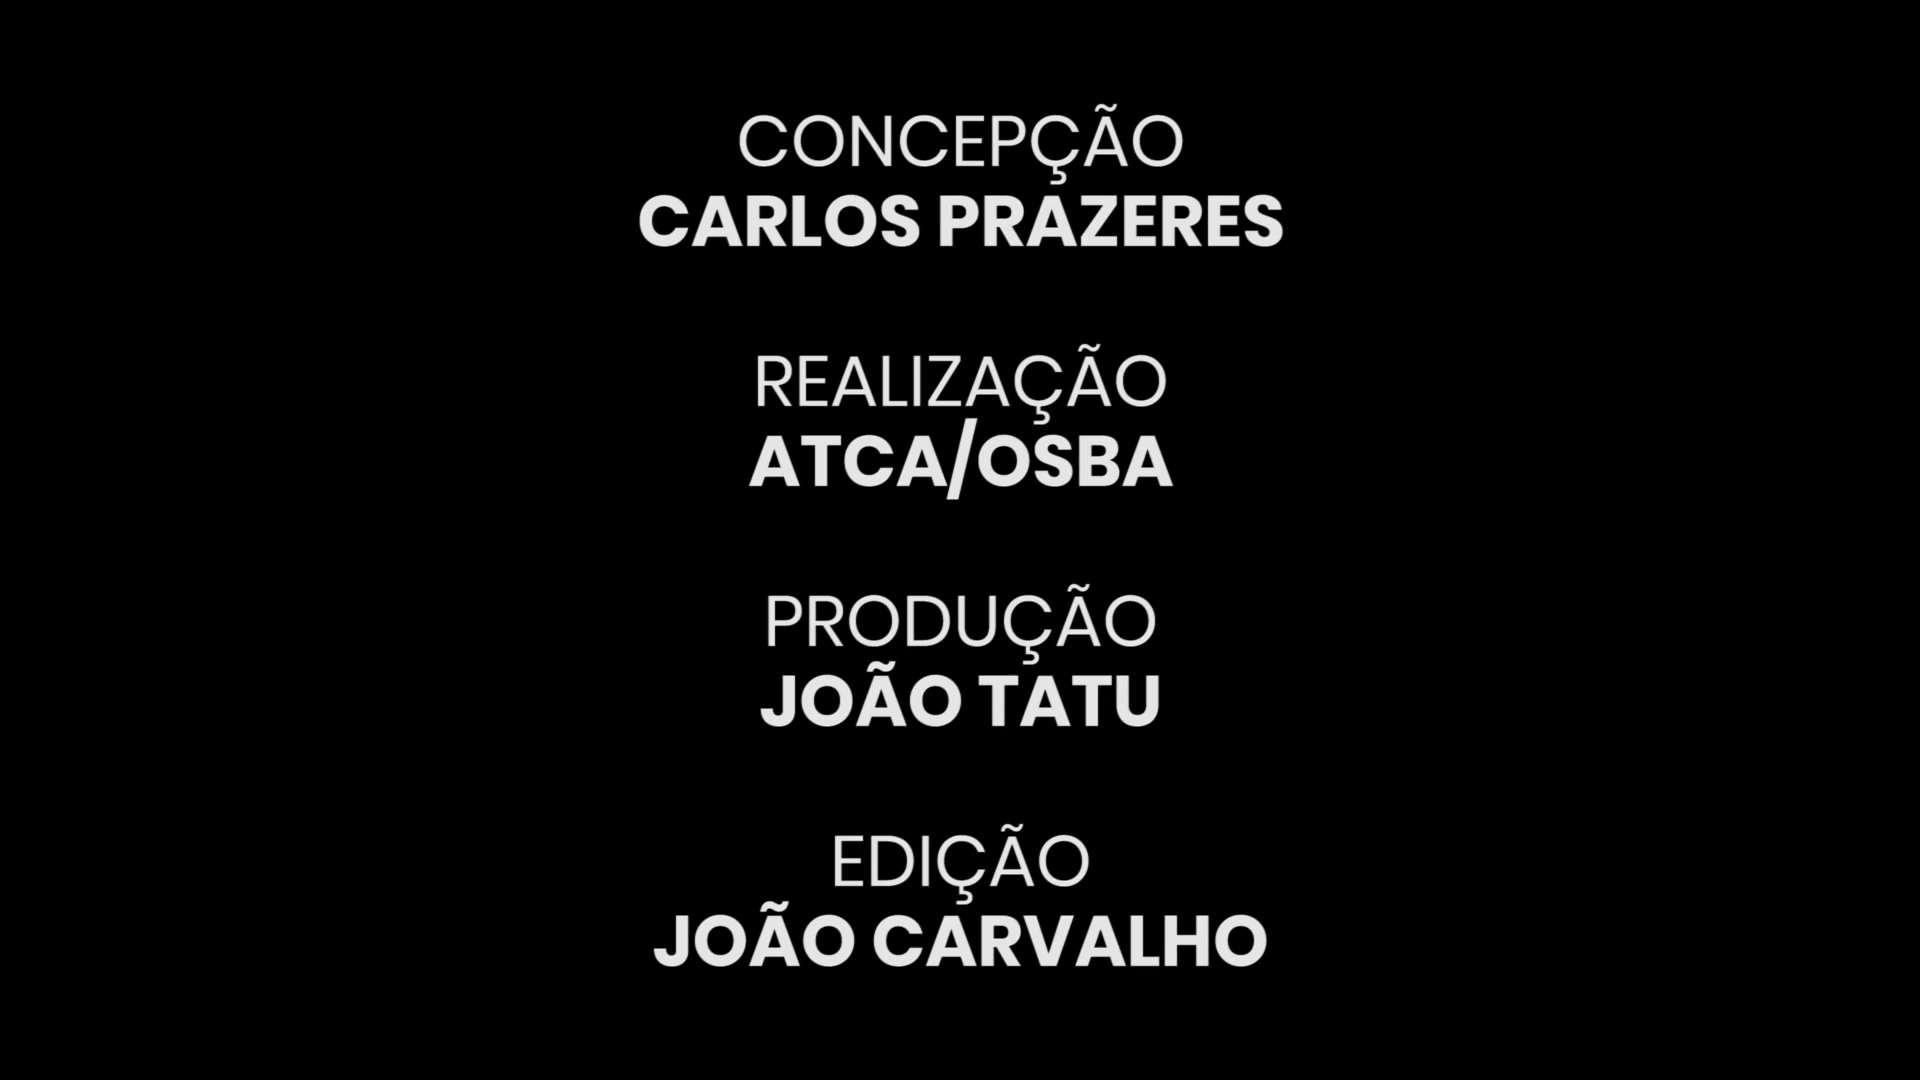 CONCEPÇÃO
CARLOS PRAZERES
REALIZAÇÃO
ATCA/OSBA
PRODUÇÃO
JOÃO TATU
EDIÇÃO
JOÃO CARVALHO